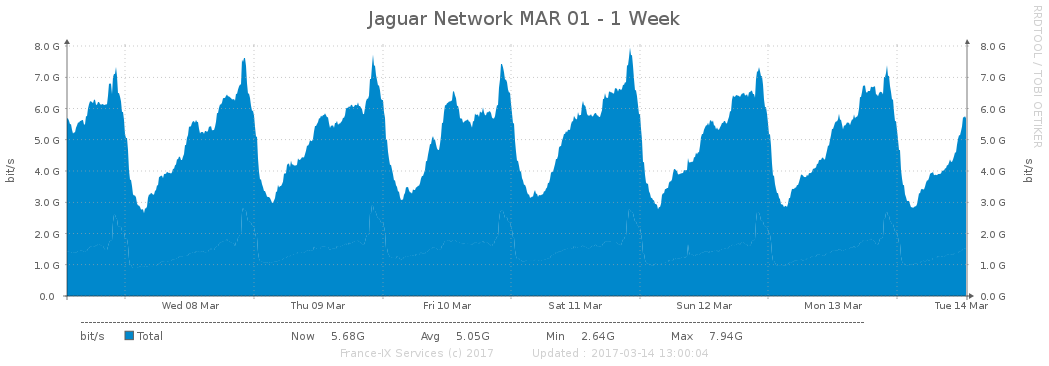 Jaguar Network MAR 01 - 1 Week
RRDTOOL / TOBI OETIKER
bit/s
8.0 G 8.0 G
7.0 G 7.0 G
6.0 G 6.0 G
5.0 G 5.0 G
4.0 G 4.0 G
3.0 G 3.0 G
2.0 G 2.0 G
1.0 G 1.0 G
0.0 0.0 G
bit/s
Wed 08 Mar Thu 09 Mar Fri 10 Mar Sat 11 Mar Sun 12 Mar Mon 13 Mar Tue 14 Mar
bit/s Total Now 5.68G Avg 5.05G Min 2.64G Max 7.94G
France-IX Services (c) 2017 Updated : 2017-03-14 13:00:04